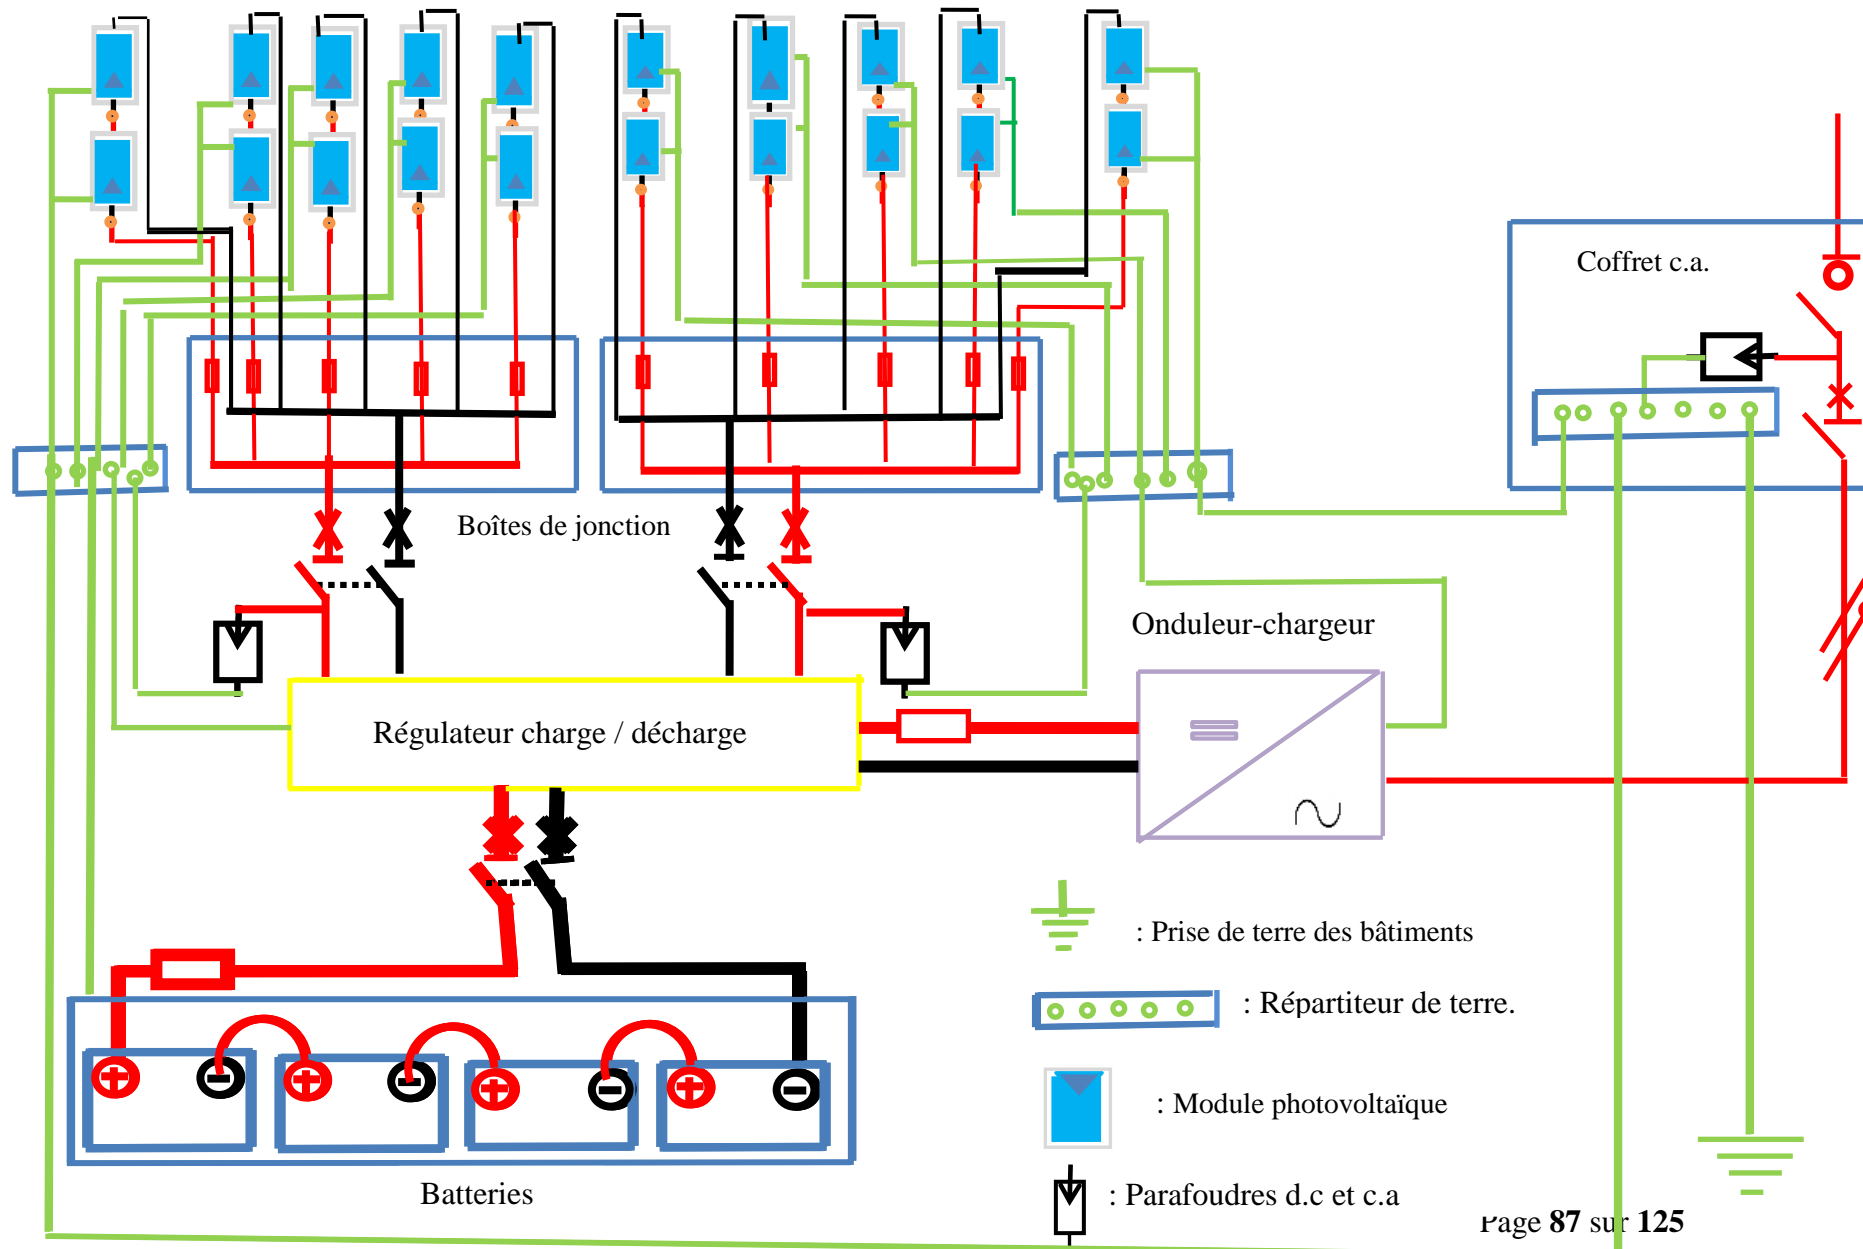 Coffret c.a.
Boîtes de jonction
Onduleur-chargeur
Régulateur charge / décharge
: Prise de terre des bâtiments
: Répartiteur de terre.
: Module photovoltaïque
Batteries
: Parafoudres d.c et c.a
Page 87 sur 125